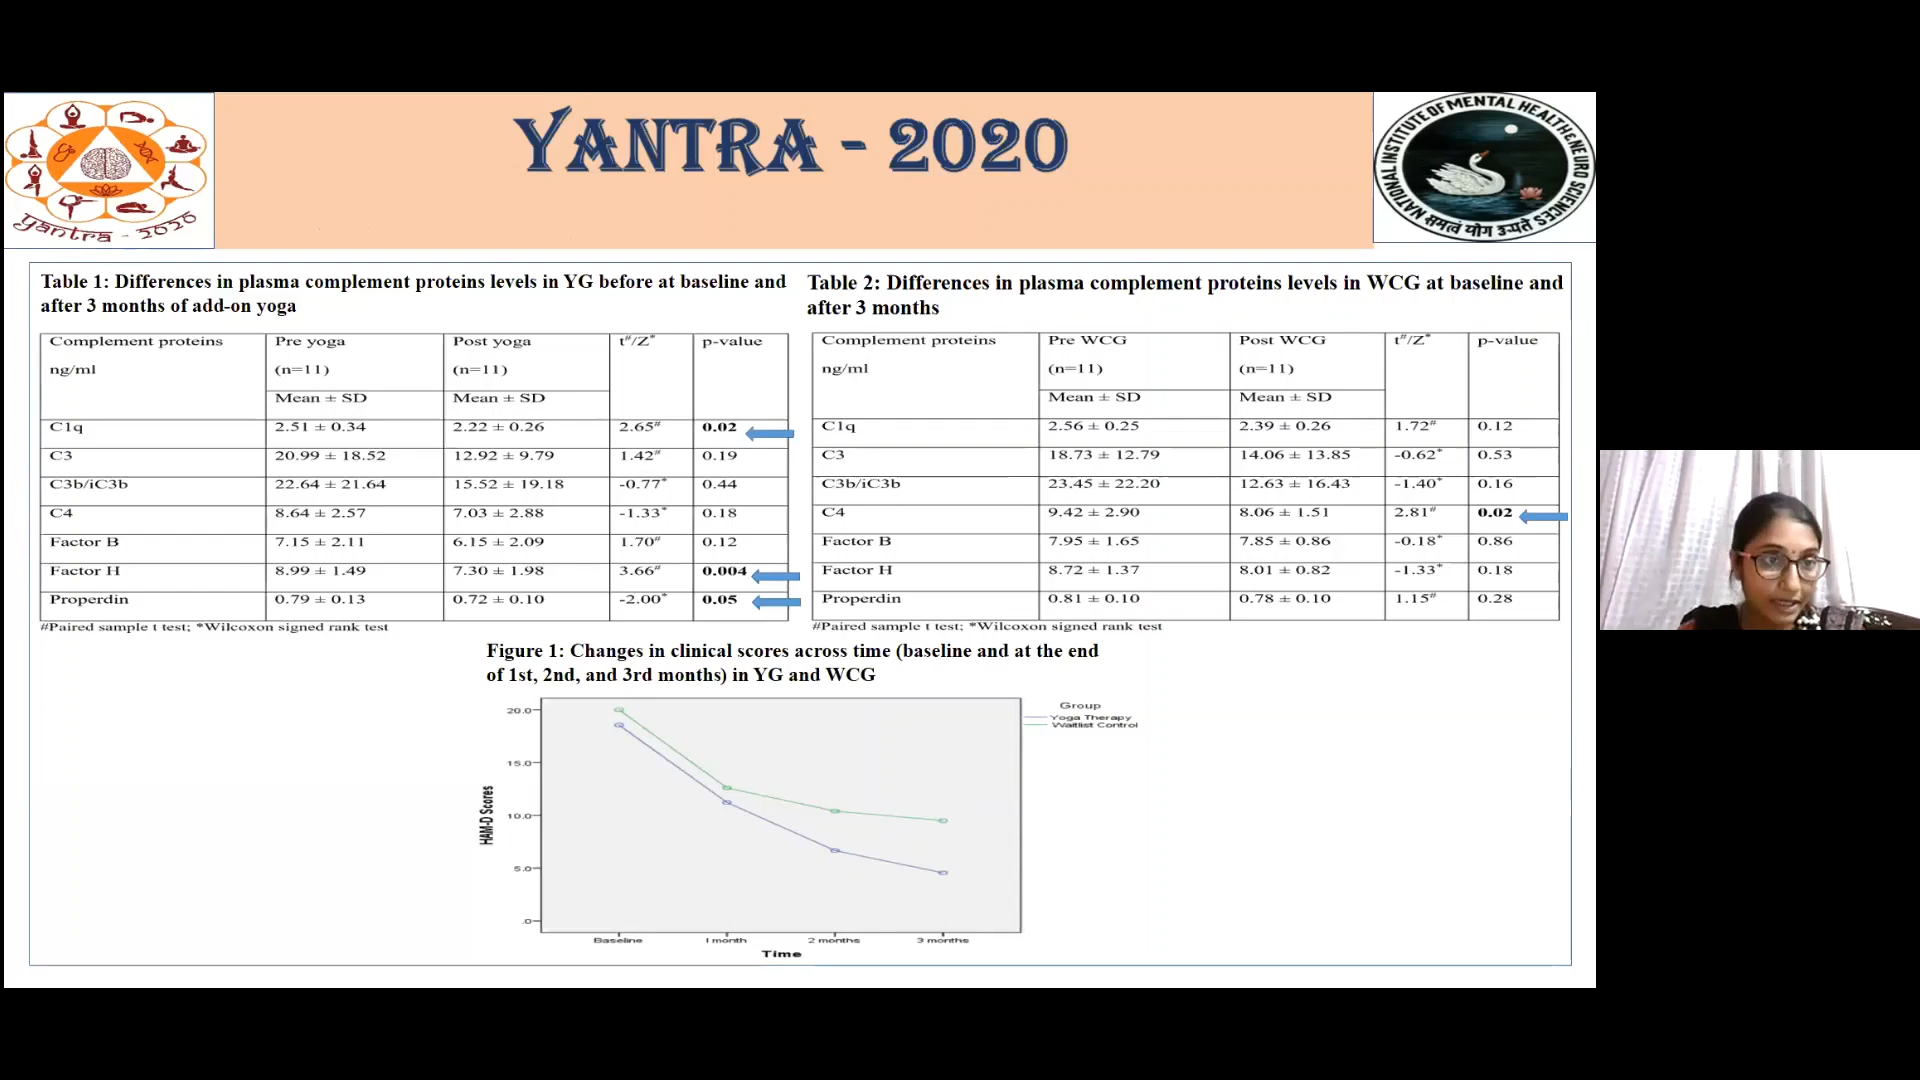 YANTRA - 2020
Yantra - 2020
NATIONAL INSTITUTE OF MENTAL HEALTH & NEURO SCIENCES
समत्वं योग उच्यते
Table 1: Differences in plasma complement proteins levels in YG before at baseline and
after 3 months of add-on yoga
Complement proteins Pre yoga Post yoga t#/Z* p-value
ng/ml (n=11) (n=11)
Mean ± SD Mean ± SD
C1q 2.51 ± 0.34 2.22 ± 0.26 2.65# 0.02
C3 20.99 ± 18.52 12.92 ± 9.79 1.42# 0.19
C3b/iC3b 22.64 ± 21.64 15.52 ± 19.18 -0.77* 0.44
C4 8.64 ± 2.57 7.03 ± 2.88 -1.33* 0.18
Factor B 7.15 ± 2.11 6.15 ± 2.09 1.70# 0.12
Factor H 8.99 ± 1.49 7.30 ± 1.98 3.66# 0.004
Properdin 0.79 ± 0.13 0.72 ± 0.10 -2.00* 0.05
#Paired sample t test; *Wilcoxon signed rank test
Table 2: Differences in plasma complement proteins levels in WCG at baseline and
after 3 months
Complement proteins Pre WCG Post WCG t#/Z* p-value
ng/ml (n=11) (n=11)
Mean ± SD Mean ± SD
C1q 2.56 ± 0.25 2.39 ± 0.26 1.72# 0.12
C3 18.73 ± 12.79 14.06 ± 13.85 -0.62* 0.53
C3b/iC3b 23.45 ± 22.20 12.63 ± 16.43 -1.40* 0.16
C4 9.42 ± 2.90 8.06 ± 1.51 2.81# 0.02
Factor B 7.95 ± 1.65 7.85 ± 0.86 -0.18* 0.86
Factor H 8.72 ± 1.37 8.01 ± 0.82 -1.33* 0.18
Properdin 0.81 ± 0.10 0.78 ± 0.10 1.15# 0.28
#Paired sample t test; *Wilcoxon signed rank test
Figure 1: Changes in clinical scores across time (baseline and at the end
of 1st, 2nd, and 3rd months) in YG and WCG
Group
Yoga Therapy
Waitlist Control
HAM-D Scores
20.0
15.0
10.0
5.0
.0
Baseline 1 month 2 months 3 months
Time